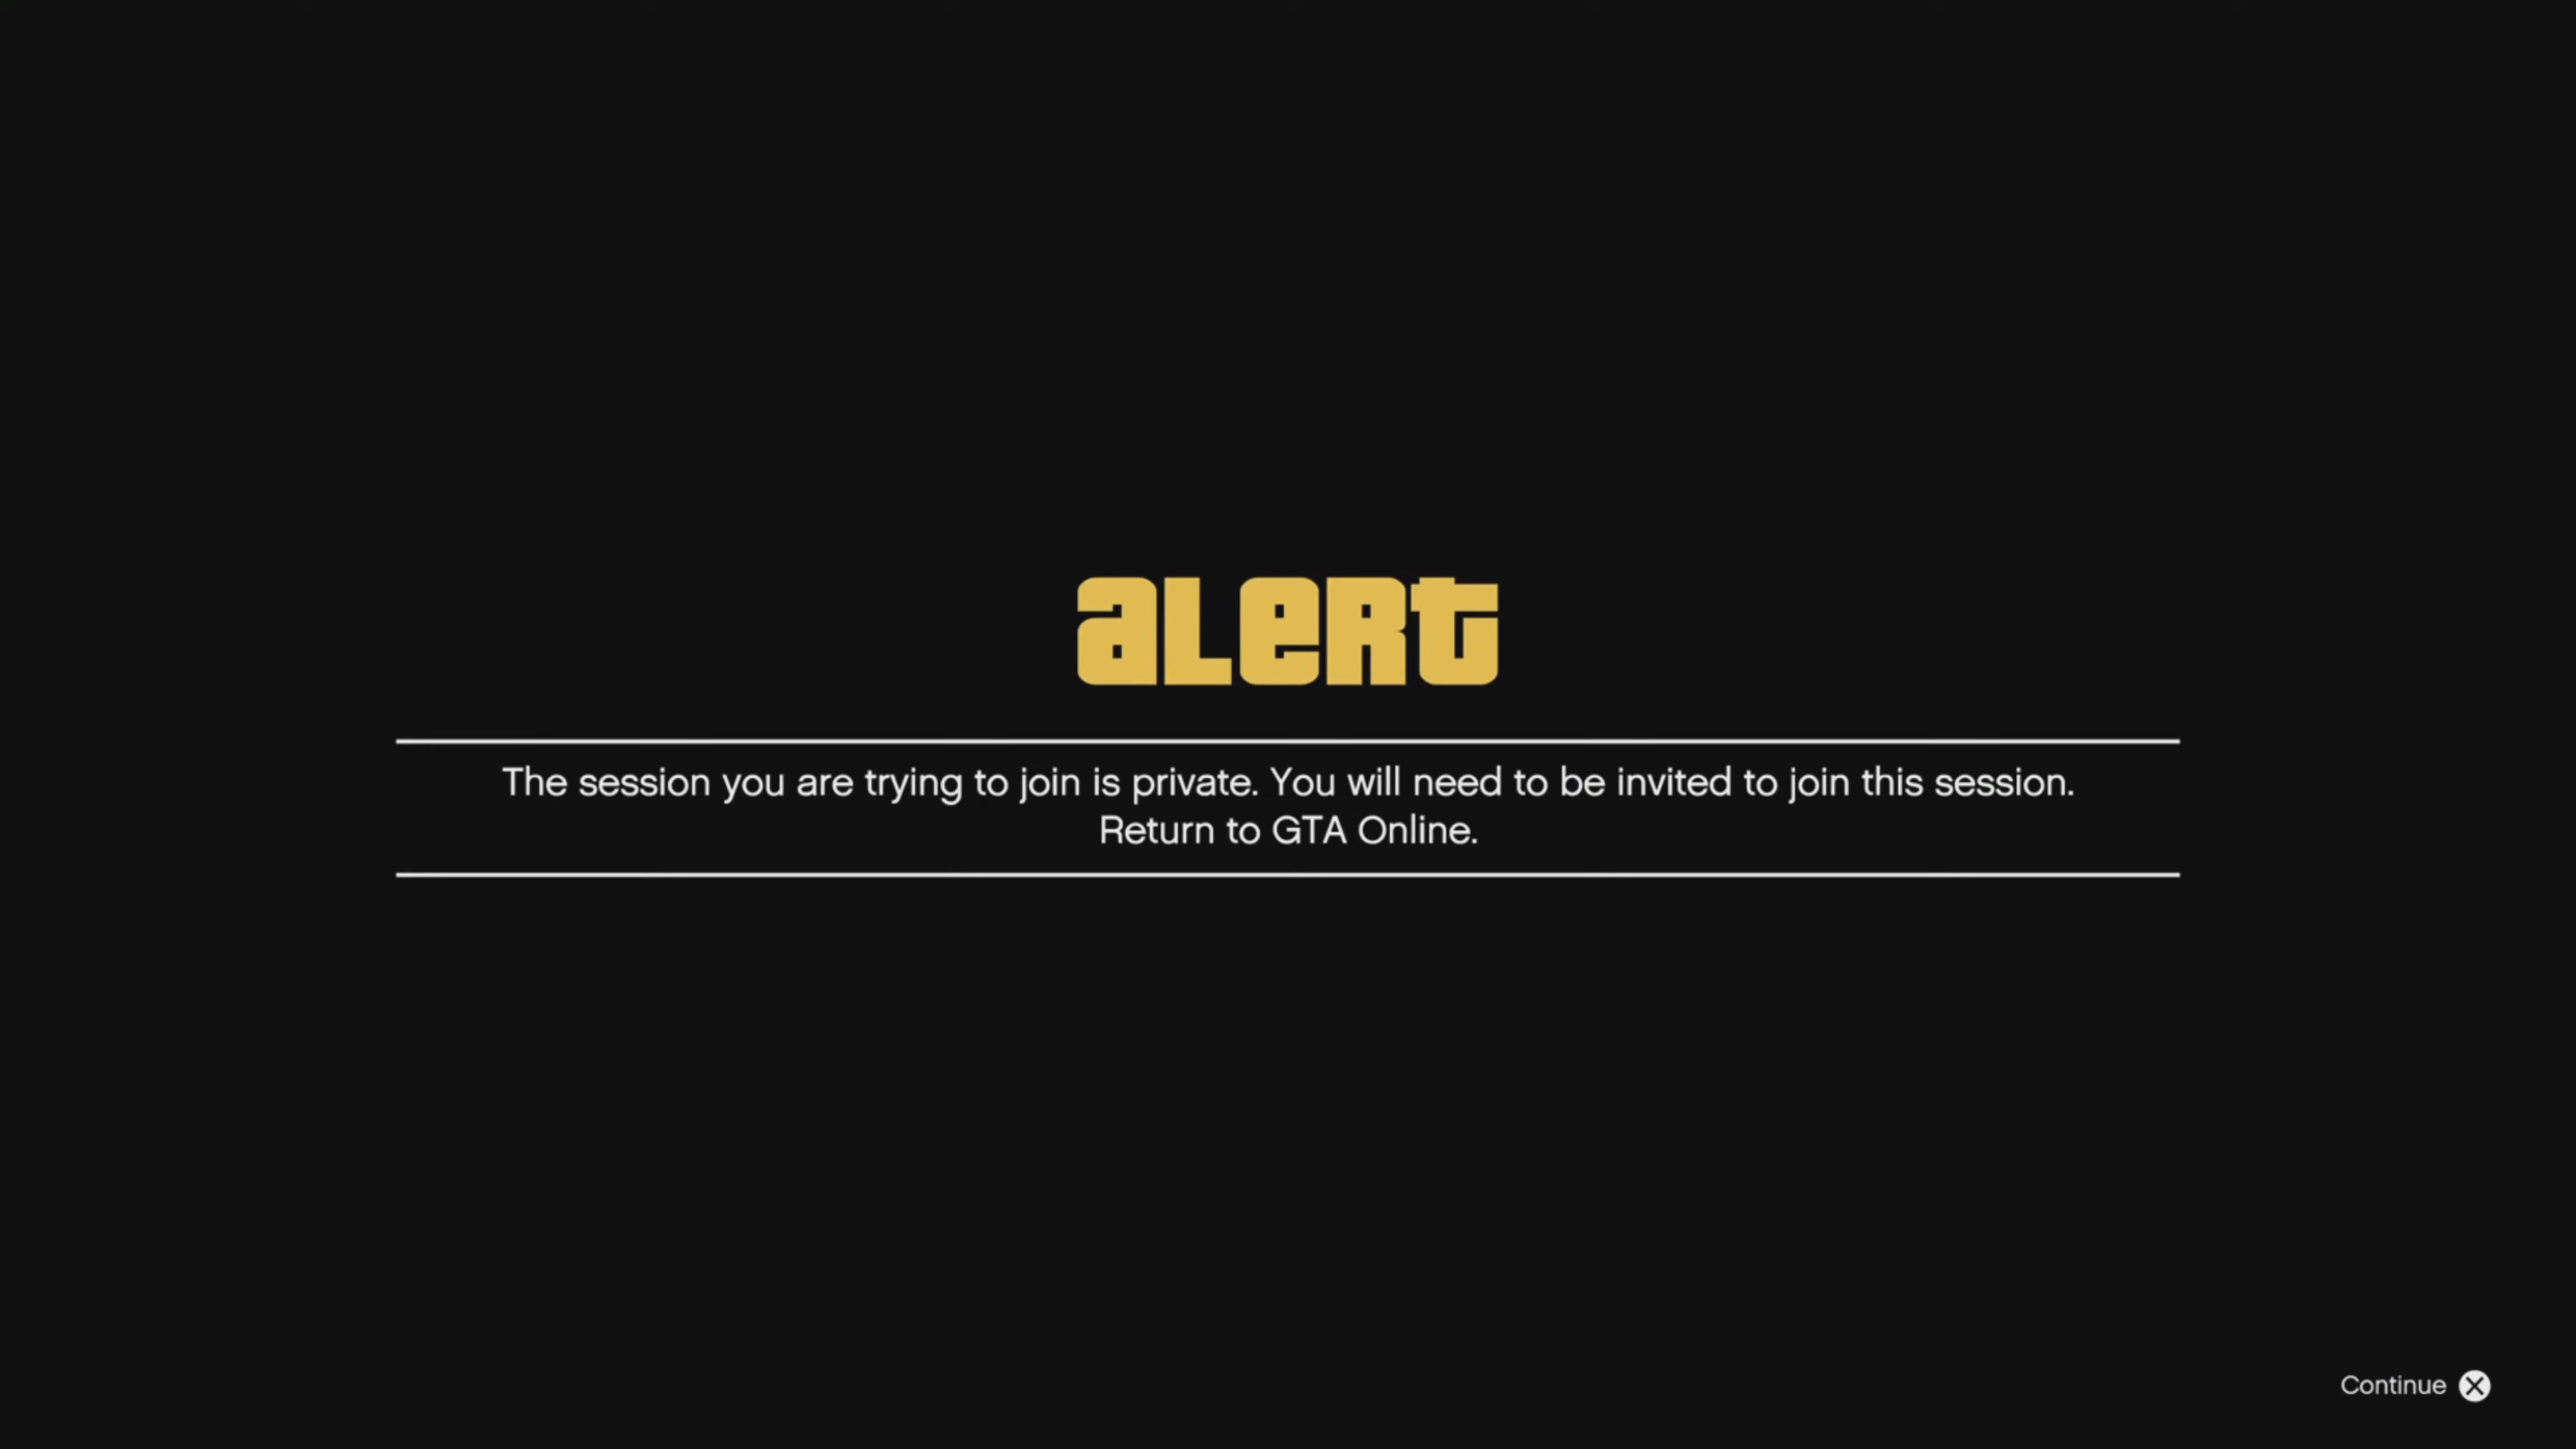 alert
The session you are trying to join is private. You will need to be invited to join this session.
Return to GTA Online.
Continue